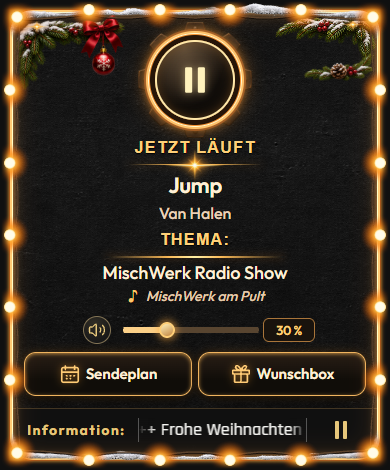 JETZT LÄUFT
Jump
Van Halen
THEMA:
MischWerk Radio Show
MischWerk am Pult
30 %
Sendeplan Wunschbox
Information: + Frohe Weihnachten